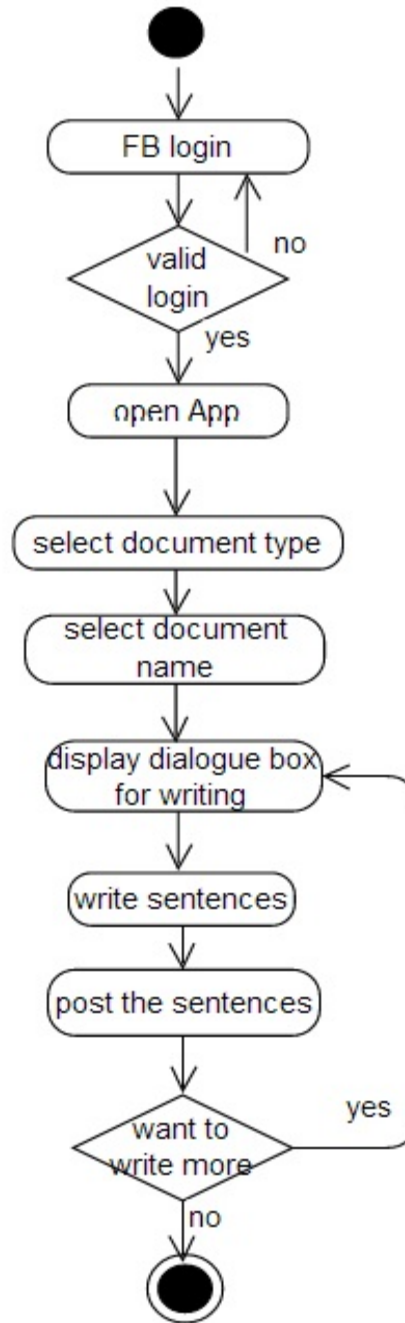 FB login
no
valid
login
yes
open App
select document type
select document
name
display dialogue box
for writing
write sentences
post the sentences
yes
want to
write more
no